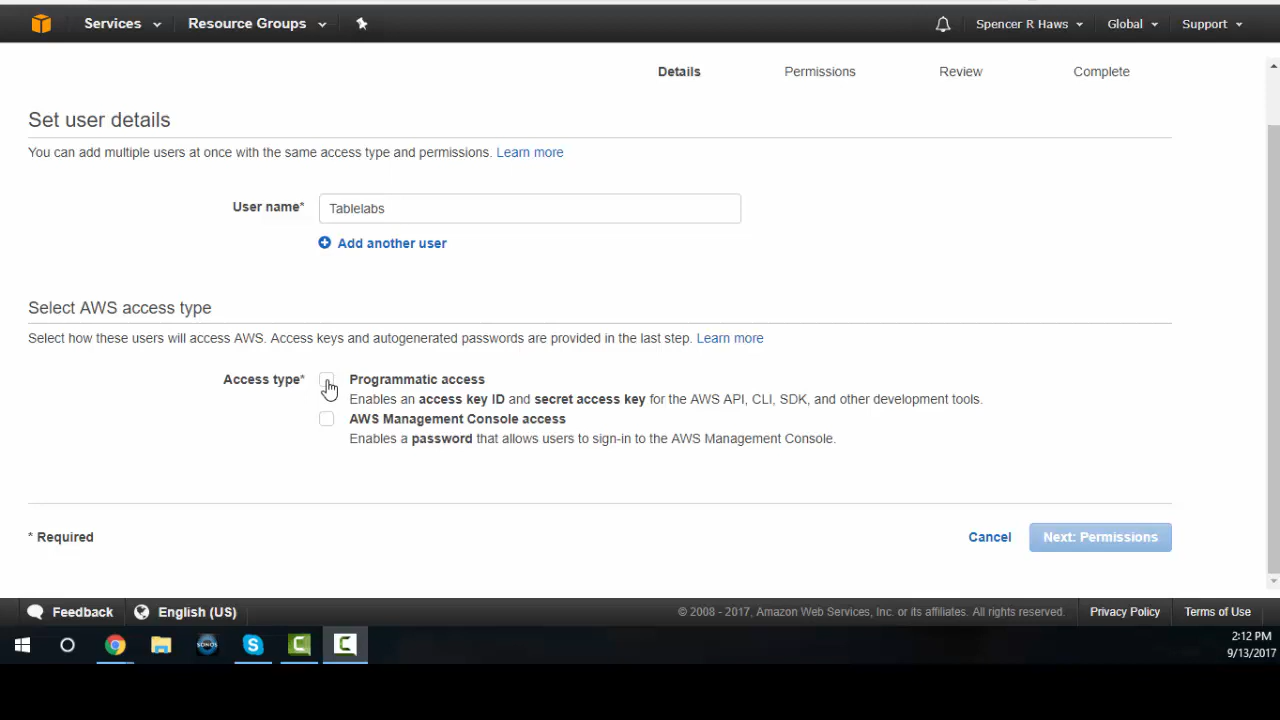 Services Resource Groups Spencer R Haws Global Support
Details Permissions Review Complete
Set user details
You can add multiple users at once with the same access type and permissions. Learn more
User name* Tablelabs
Add another user
Select AWS access type
Select how these users will access AWS. Access keys and autogenerated passwords are provided in the last step. Learn more
Access type* Programmatic access
Enables an access key ID and secret access key for the AWS API, CLI, SDK, and other development tools.
AWS Management Console access
Enables a password that allows users to sign-in to the AWS Management Console.
* Required Cancel Next: Permissions
Feedback English (US) © 2008 - 2017, Amazon Web Services, Inc. or its affiliates. All rights reserved. Privacy Policy Terms of Use
SONOS 2:12 PM
9/13/2017